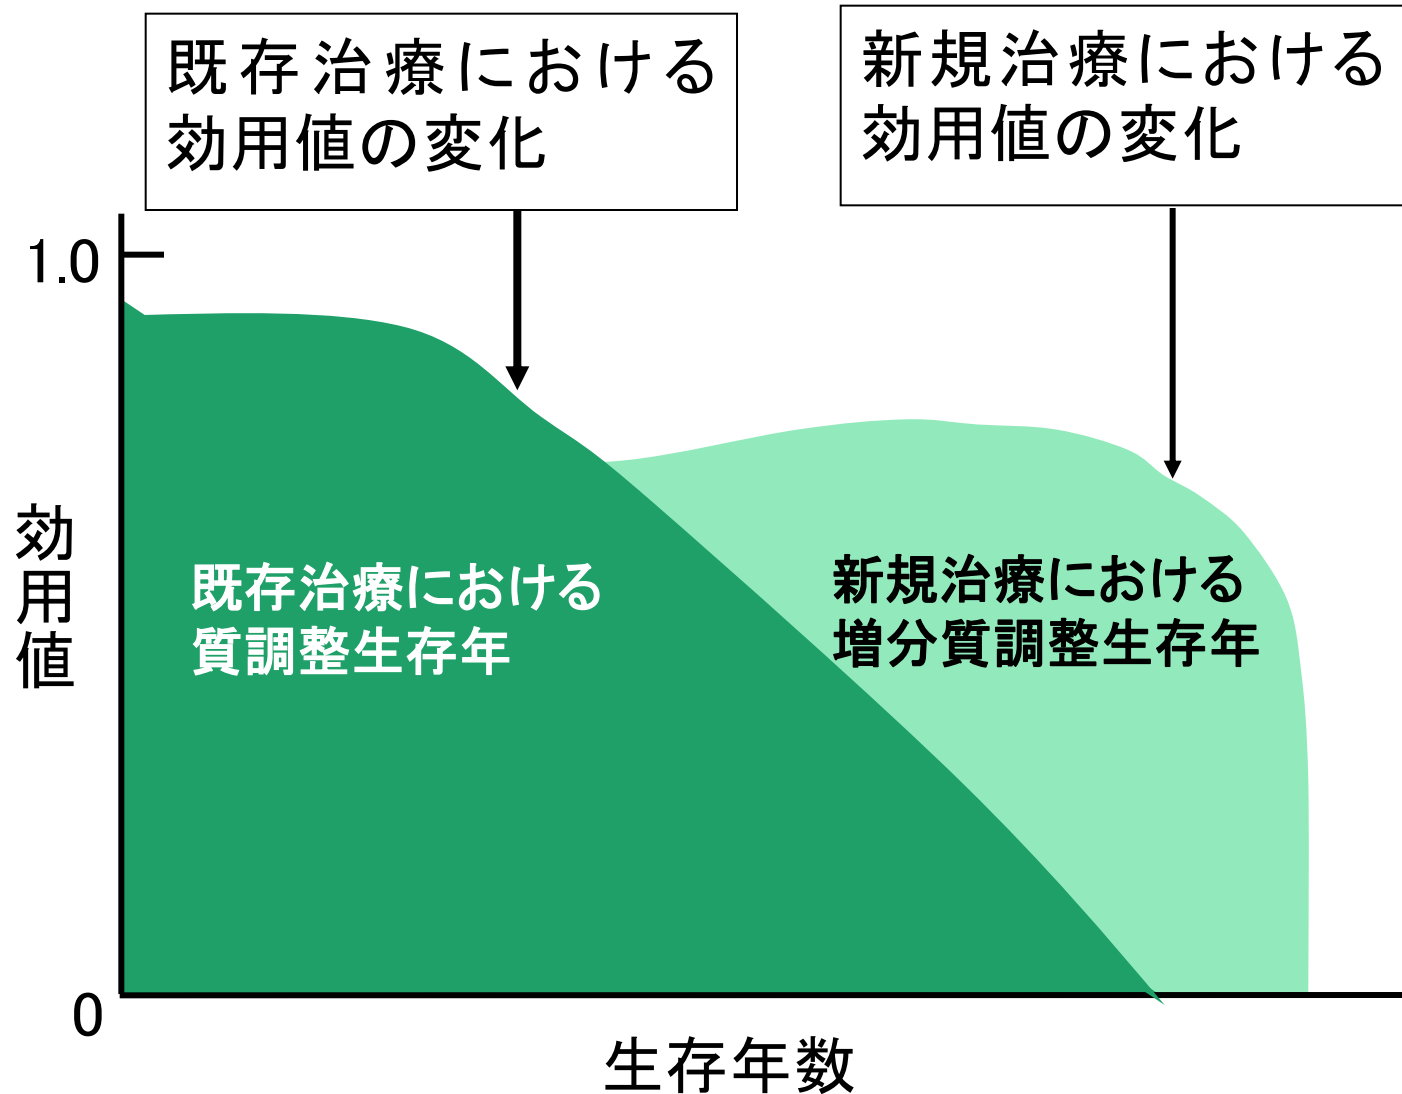 既存治療における
効用値の変化
新規治療における
効用値の変化
1.0
効用値
既存治療における
質調整生存年
新規治療における
増分質調整生存年
0
生存年数